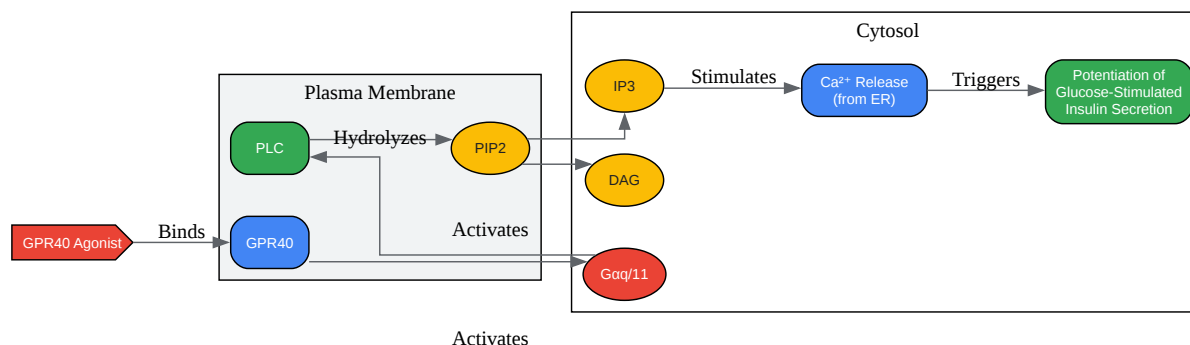 Cytosol
Plasma Membrane
IP3
Stimulates
Ca²⁺ Release
(from ER)
Triggers
Potentiation of
Glucose-Stimulated
Insulin Secretion
PLC
Hydrolyzes
PIP2
DAG
GPR40 Agonist
Binds
GPR40
Activates
Gαq/11
Activates